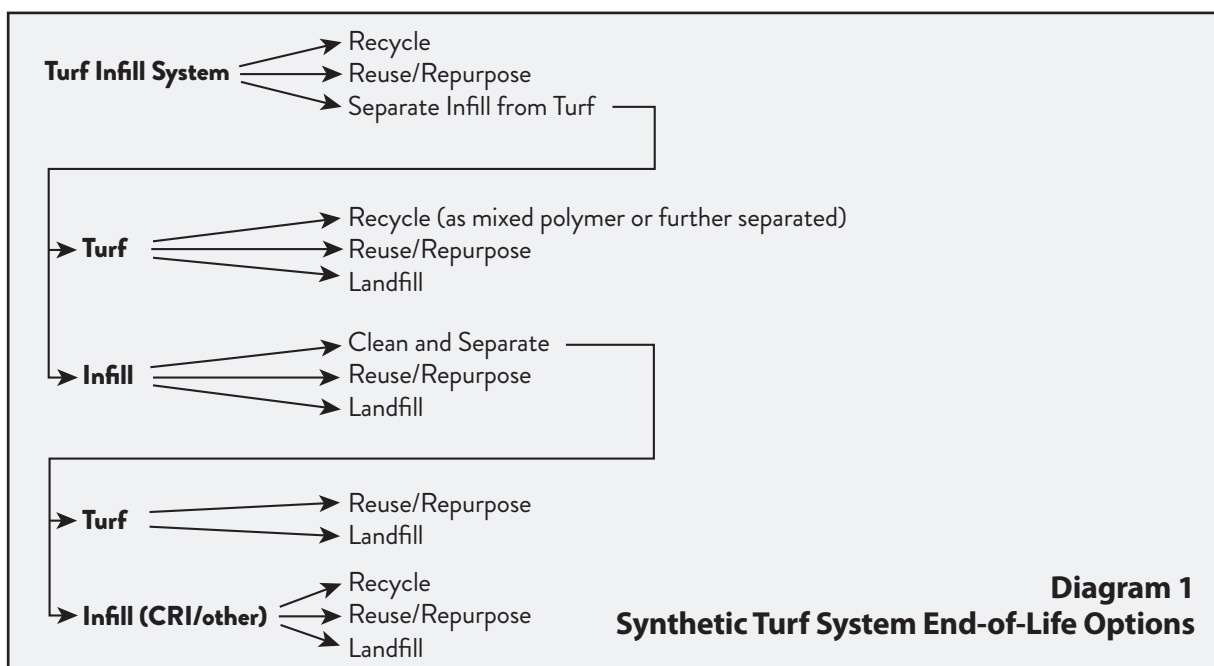 Recycle
Turf Infill System
Reuse/Repurpose
Separate Infill from Turf
Recycle (as mixed polymer or further separated)
Turf
Reuse/Repurpose
Landfill
Clean and Separate
Infill
Reuse/Repurpose
Landfill
Turf
Reuse/Repurpose
Landfill
Recycle
Infill (CRI/other)
Reuse/Repurpose
Landfill
Diagram 1
Synthetic Turf System End-of-Life Options